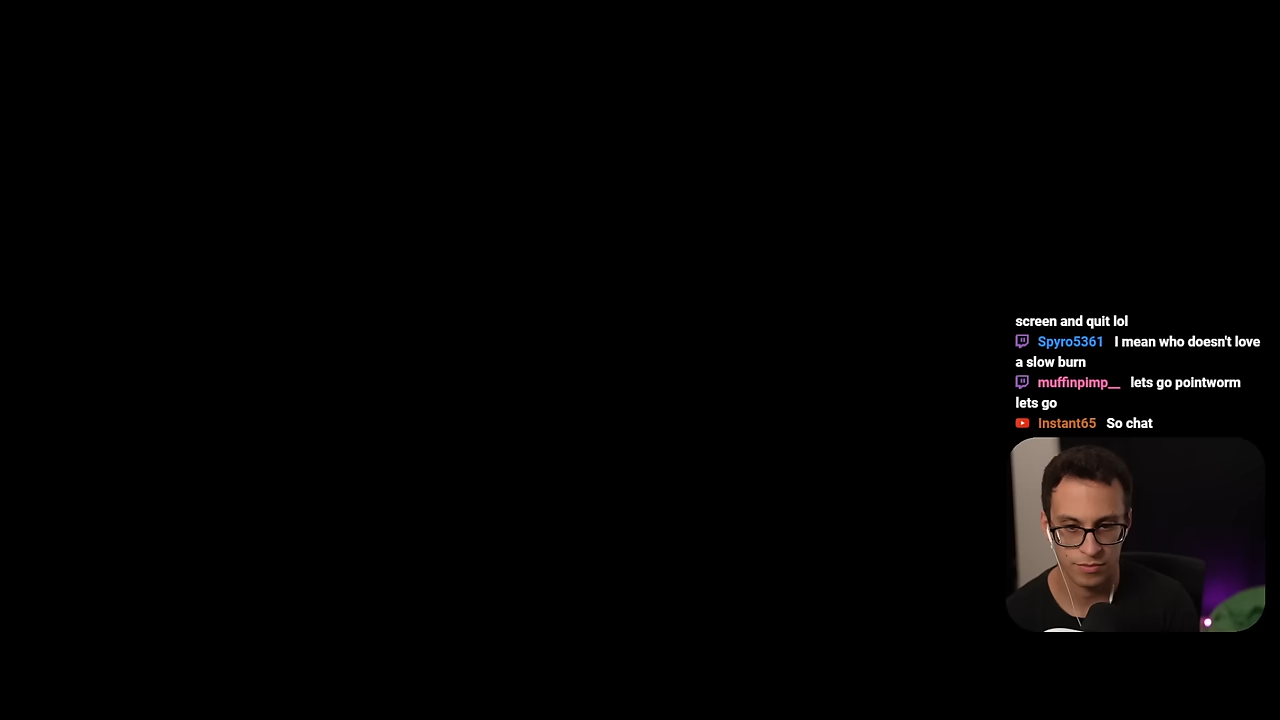 screen and quit lol
Spyro5361 I mean who doesn't love
a slow burn
muffinpimp__ lets go pointworm
lets go
Instant65 So chat